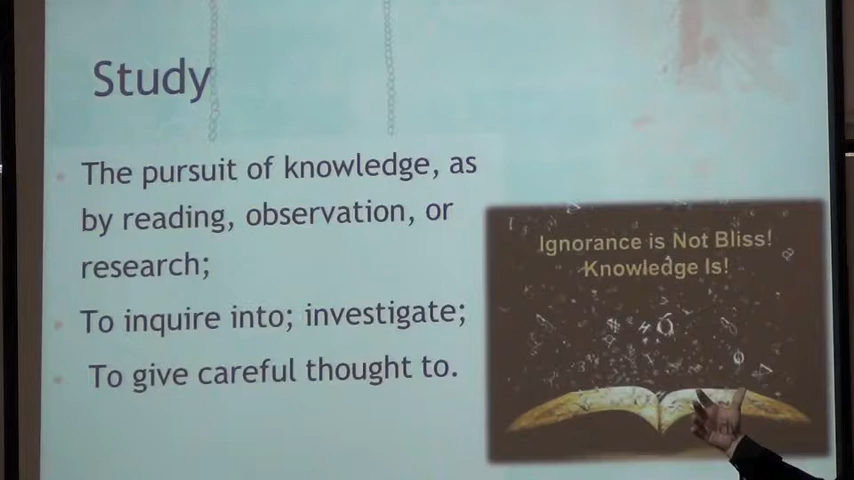 Study
The pursuit of knowledge, as
by reading, observation, or
research;
To inquire into; investigate;
To give careful thought to.
Ignorance is Not Bliss!
Knowledge Is!